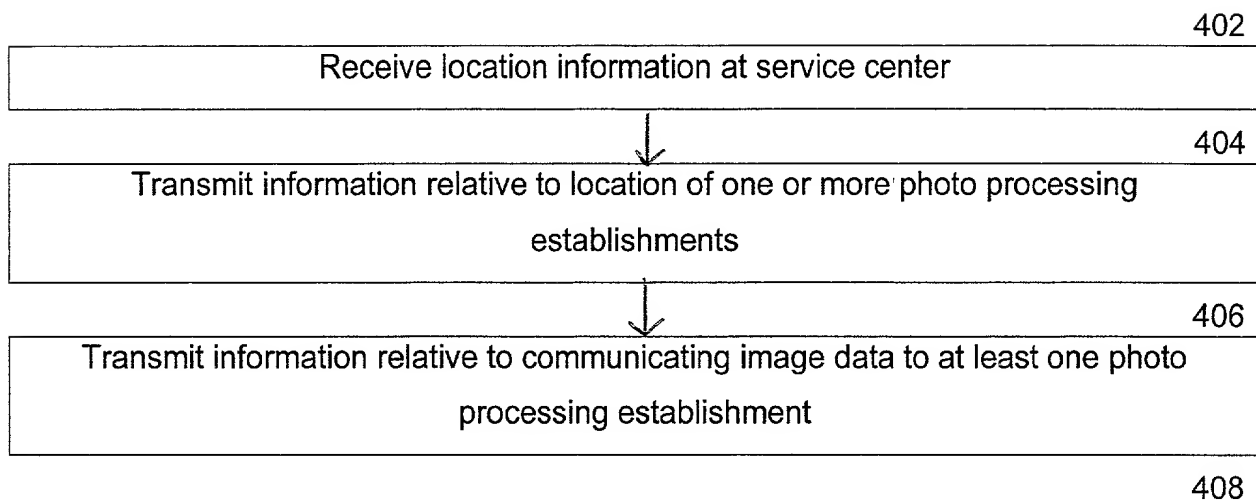 402
Receive location information at service center
404
Transmit information relative to location of one or more photo processing
establishments
406
Transmit information relative to communicating image data to at least one photo
processing establishment
408